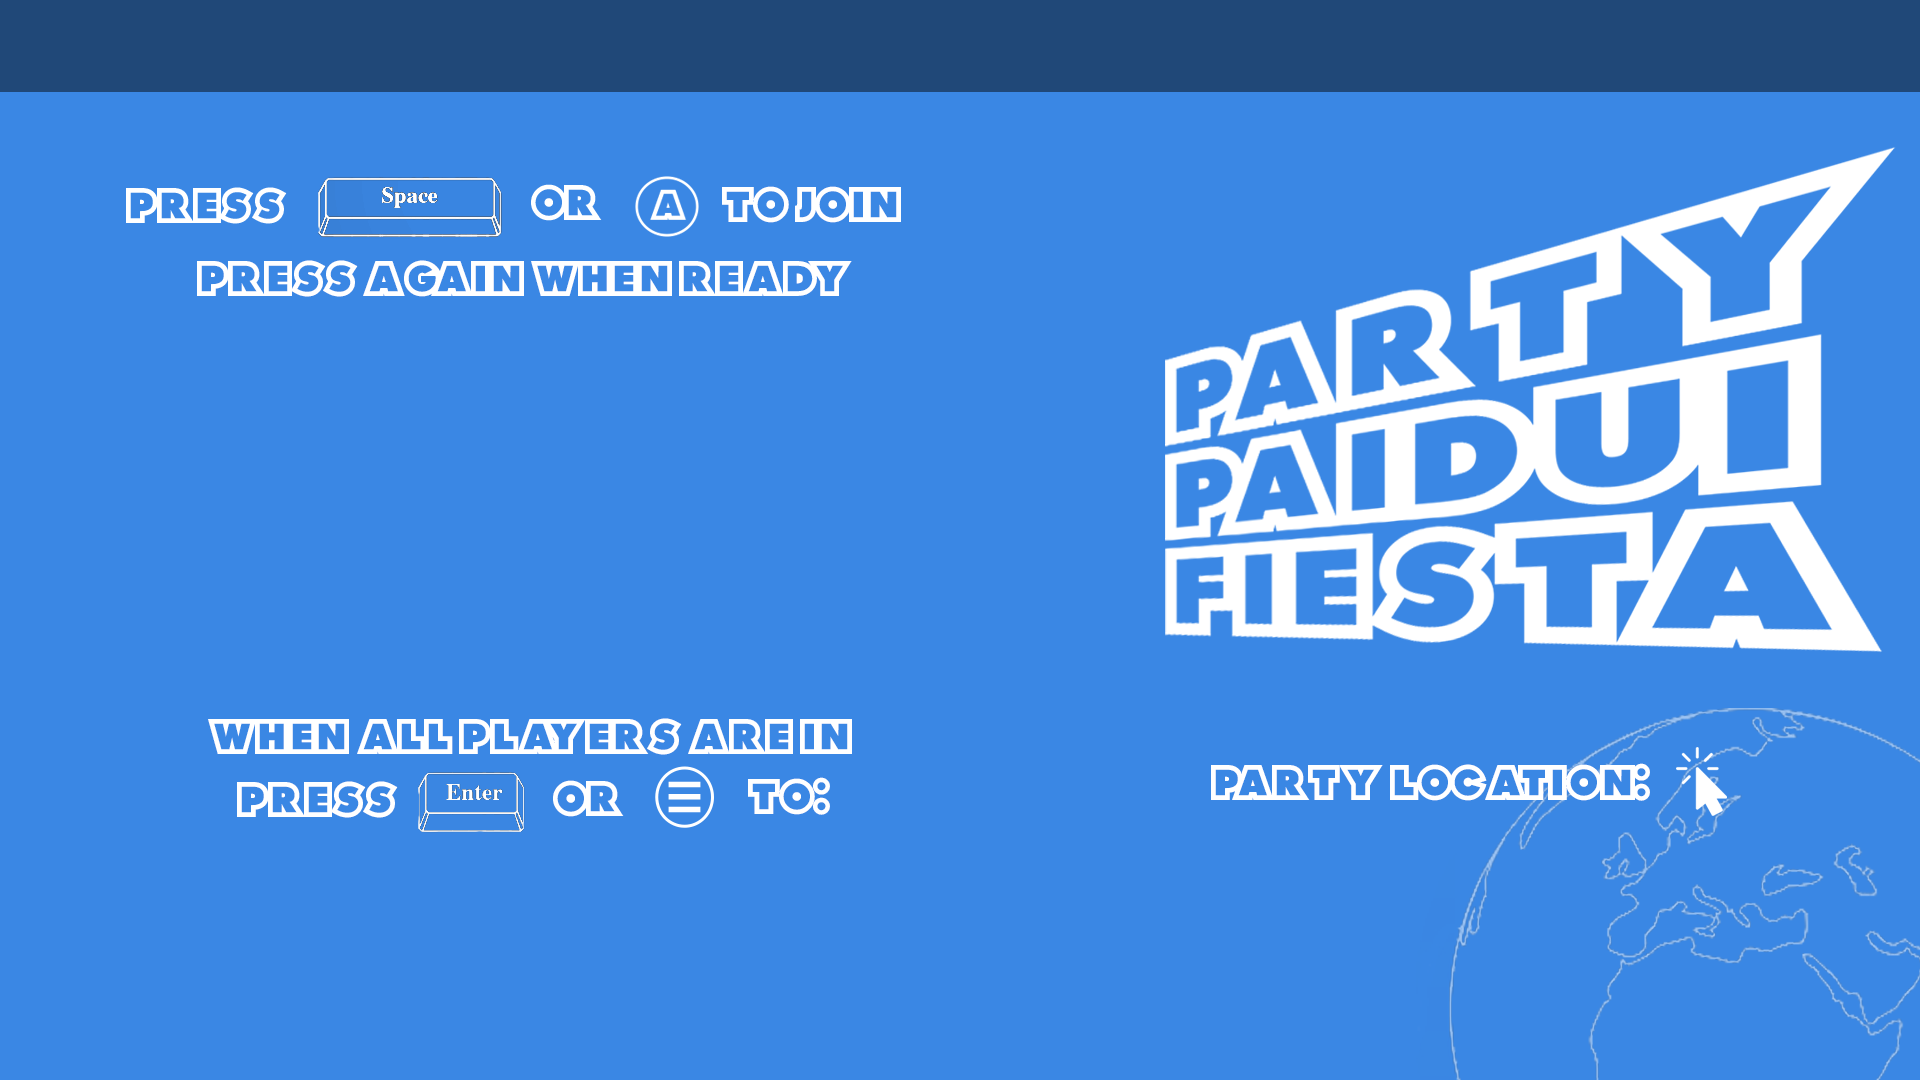 PRESS Space OR A TO JOIN
PRESS AGAIN WHEN READY
PARTY
PAIDUI
FIESTA
WHEN ALL PLAYERS ARE IN
PRESS Enter OR TO:
PARTY LOCATION: